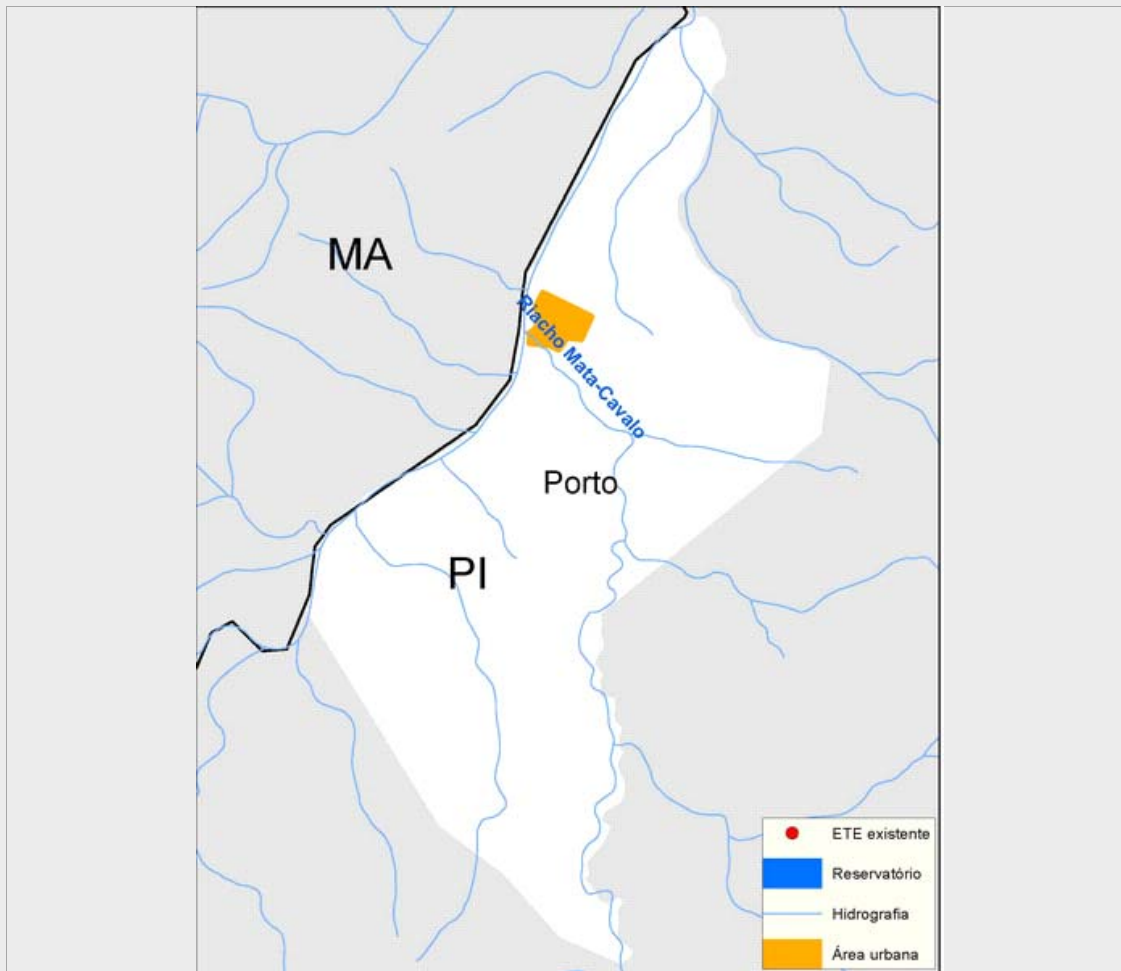 MA
Riacho Mata-Cavalo
Porto
PI
ETE existente
Reservatório
Hidrografia
Área urbana